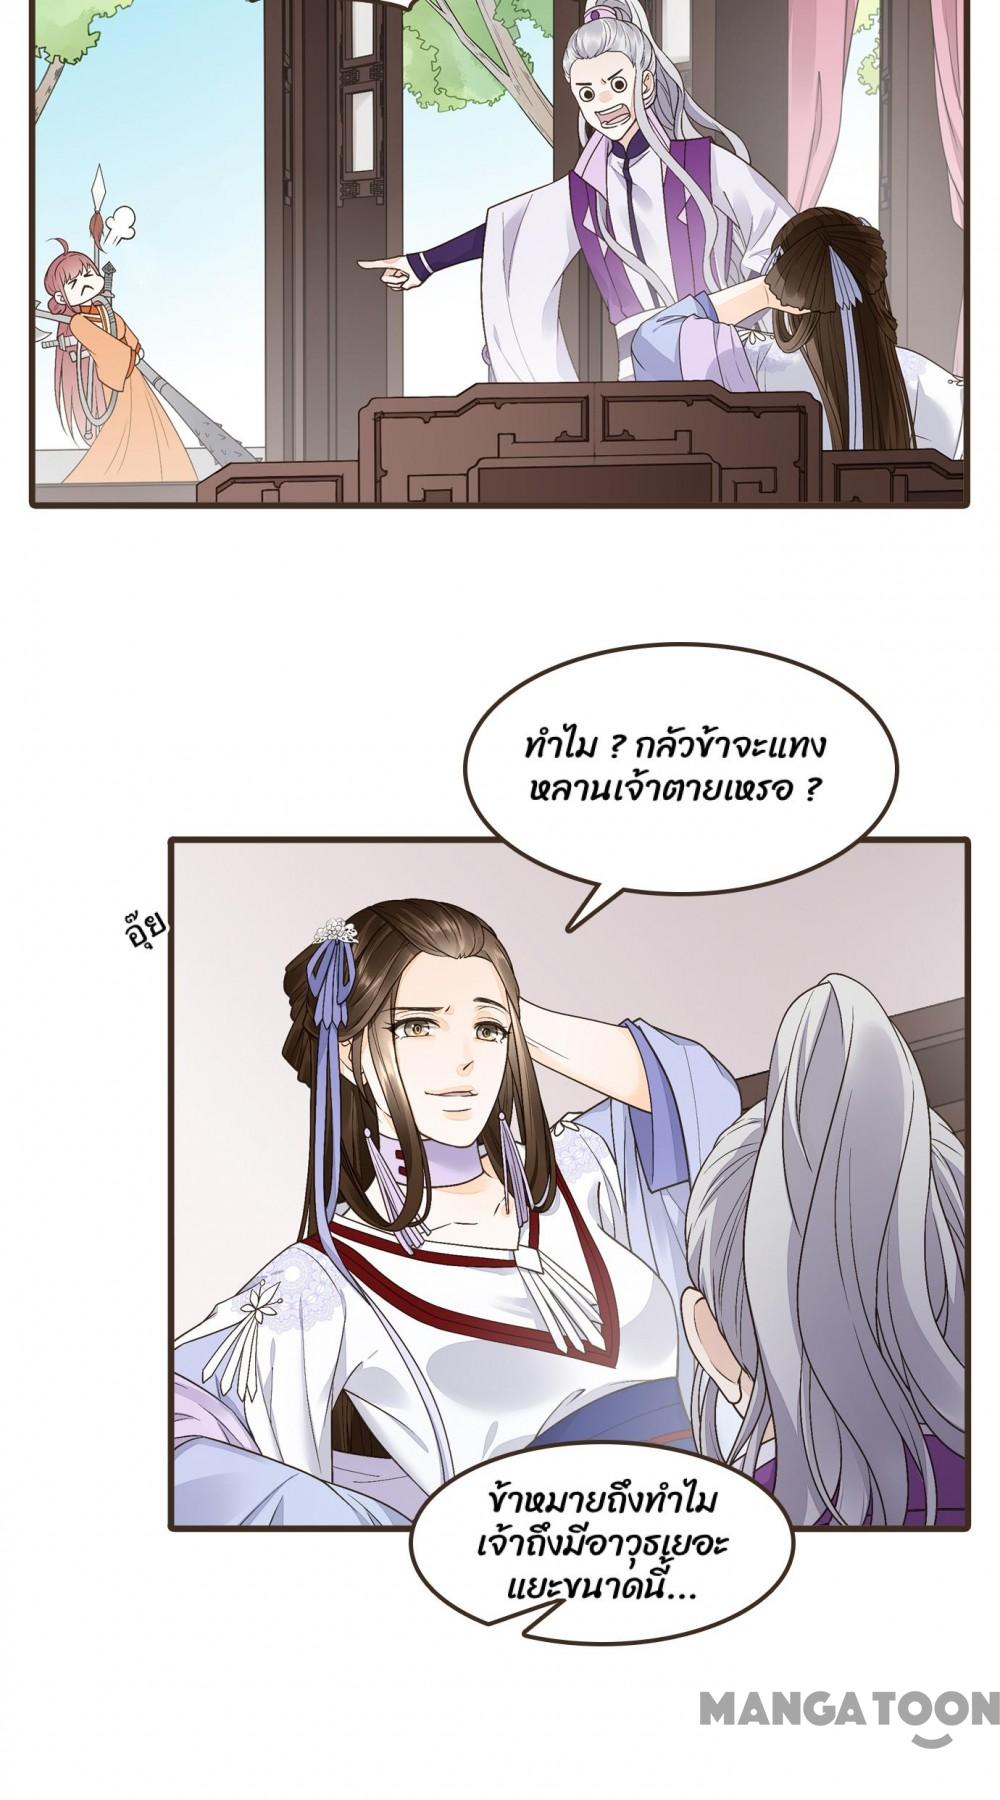 ทำไม ? กลัวข้าจะแทง
หลานเจ้าตายเหรอ ?
อุ๊ย
ข้าหมายถึงทำไม
เจ้าถึงมีอาวุธเยอะ
แยะขนาดนี้...
MANGATOON